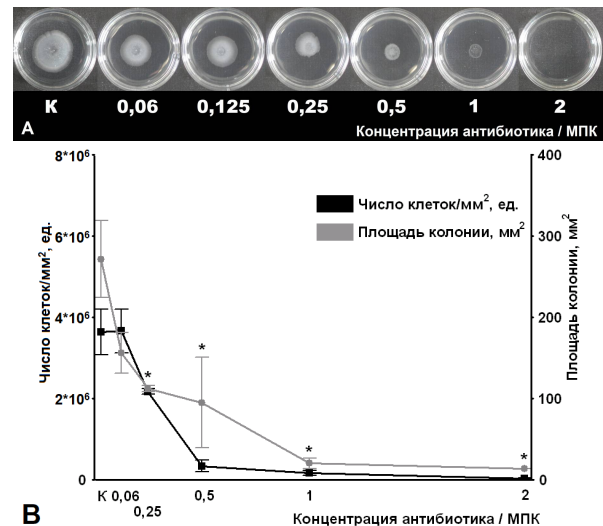 К 0,06 0,125 0,25 0,5 1 2
А Концентрация антибиотика / МПК
8*10⁶ 400
Число клеток/мм², ед.
Площадь колонии, мм²
6*10⁶ 300
*
4*10⁶ 200
*
2*10⁶ 100
* *
0 0
К 0,06 0,5 1 2
0,25
В Концентрация антибиотика / МПК
Число клеток/мм², ед.
Площадь колонии, мм²